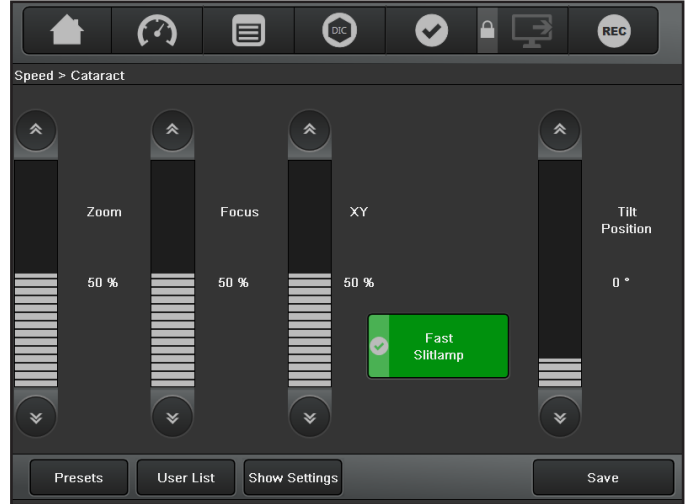 DIC
REC
Speed > Cataract
Zoom
Focus
XY
Tilt
Position
50 %
50 %
50 %
0 °
Fast
Slitlamp
Presets
User List
Show Settings
Save